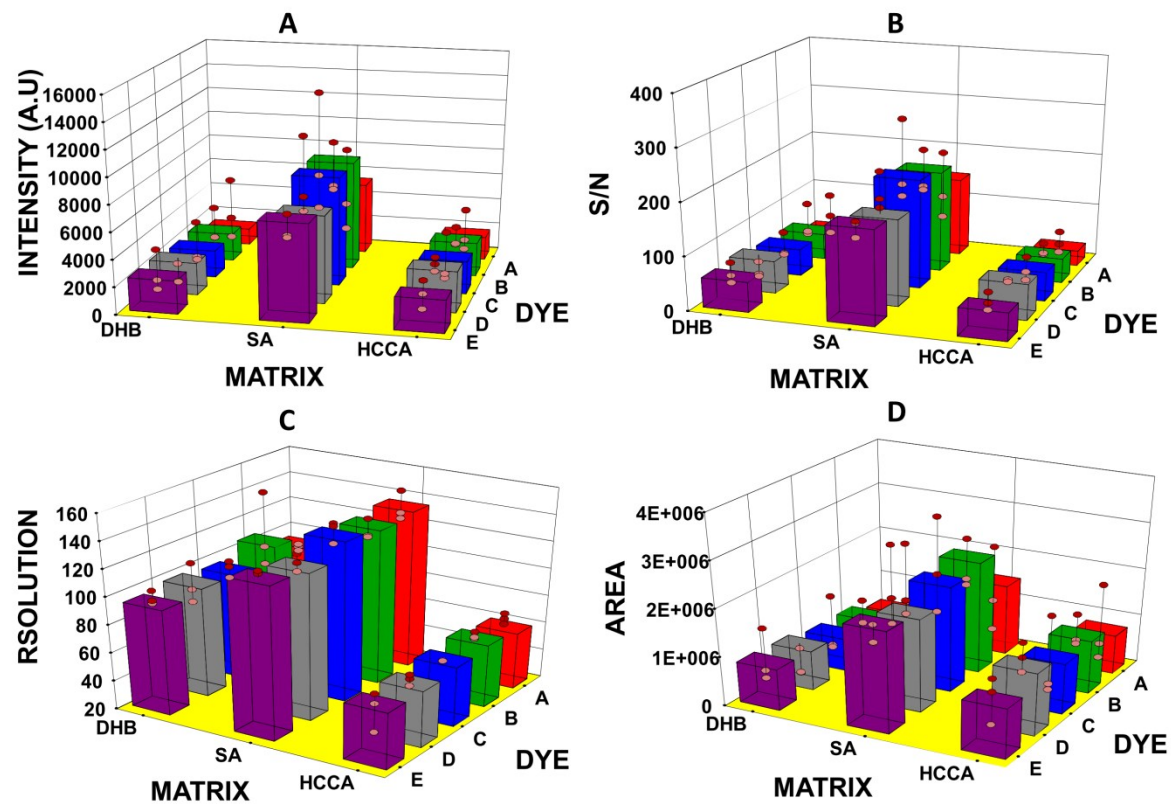 A
INTENSITY (A.U)
16000
14000
12000
10000
8000
6000
4000
2000
0
DHB
SA
HCCA
MATRIX
A
B
C
D
E
DYE
B
S/N
400
300
200
100
0
DHB
SA
HCCA
MATRIX
A
B
C
D
E
DYE
C
RSOLUTION
160
140
120
100
80
60
40
20
DHB
SA
HCCA
MATRIX
A
B
C
D
E
DYE
D
AREA
4E+006
3E+006
2E+006
1E+006
0
DHB
SA
HCCA
MATRIX
A
B
C
D
E
DYE